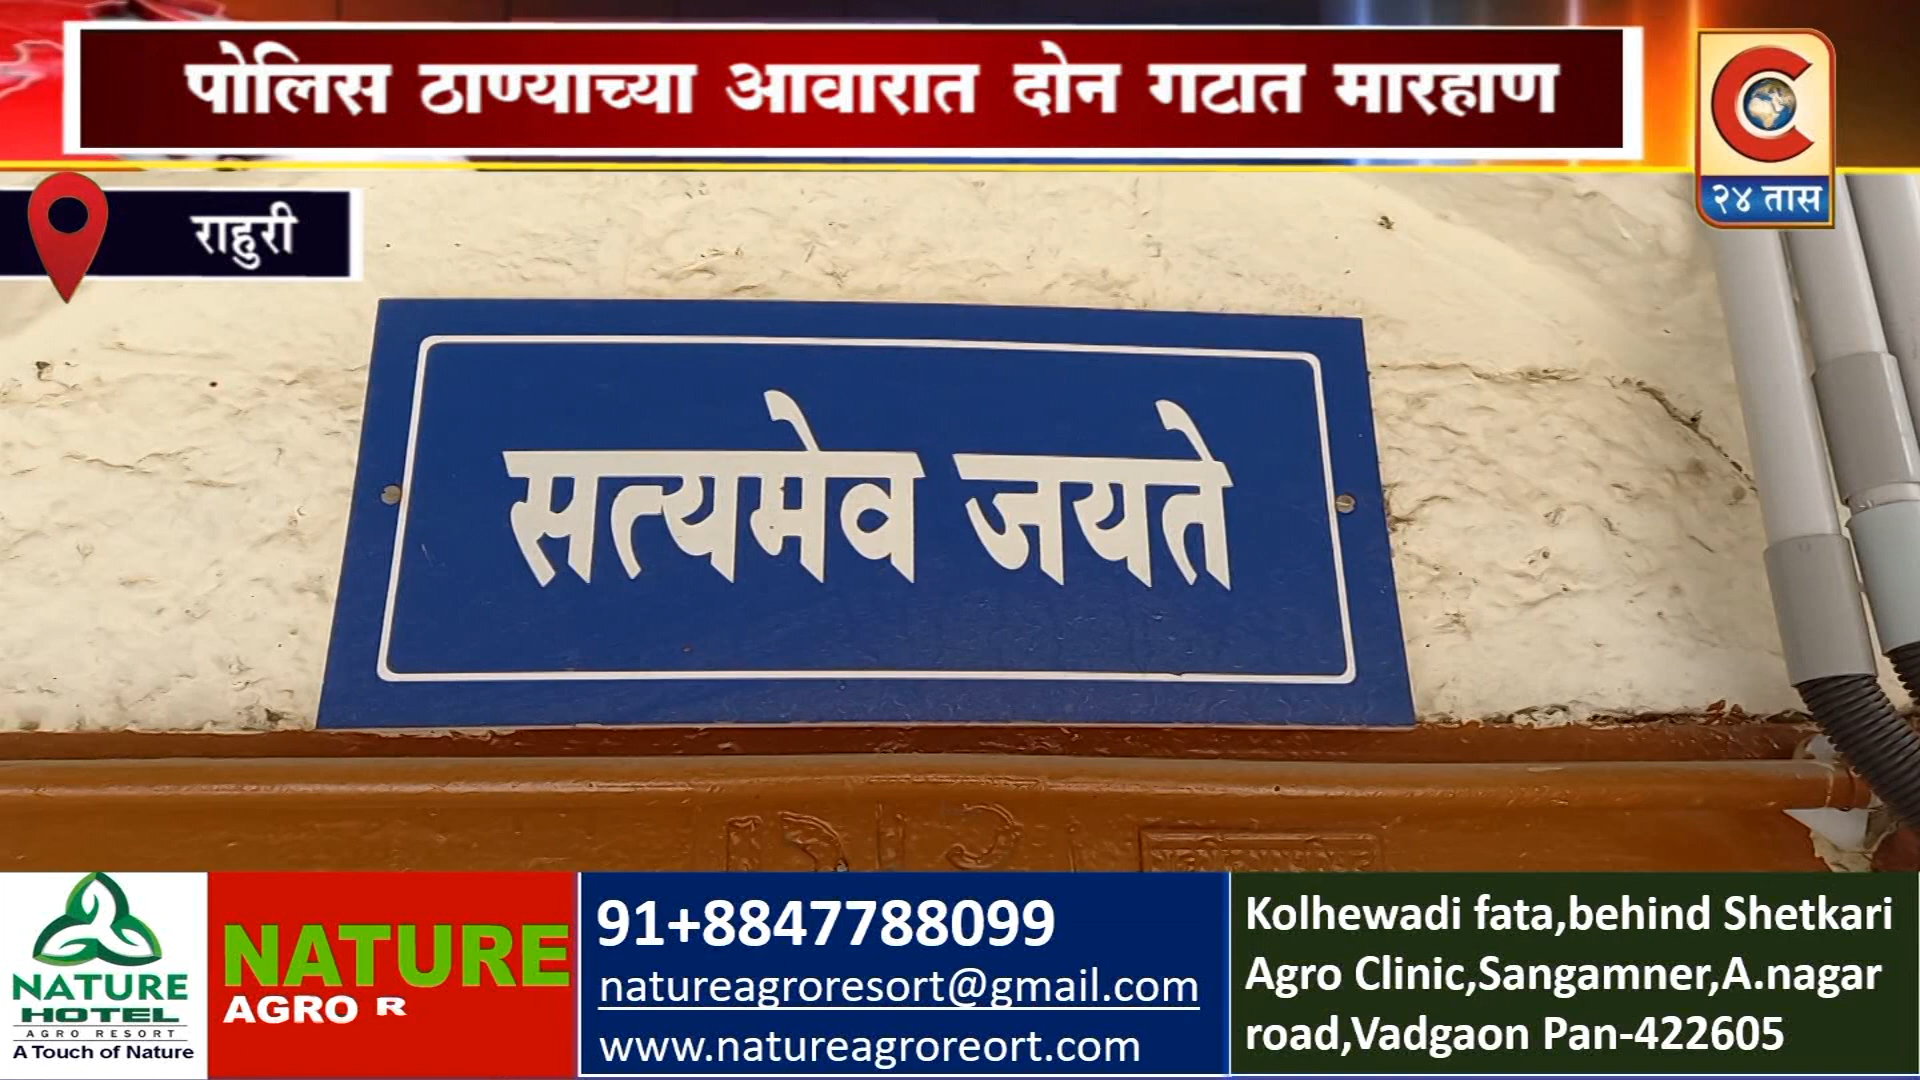 पोलिस ठाण्याच्या आवारात दोन गटात मारहाण
२४ तास
राहुरी
सत्यमेव जयते
NATURE
HOTEL
AGRO RESORT
A Touch of Nature
NATURE
AGRO R
91+8847788099
natureagroresort@gmail.com
www.natureagroreort.com
Kolhewadi fata,behind Shetkari
Agro Clinic,Sangamner,A.nagar
road,Vadgaon Pan-422605